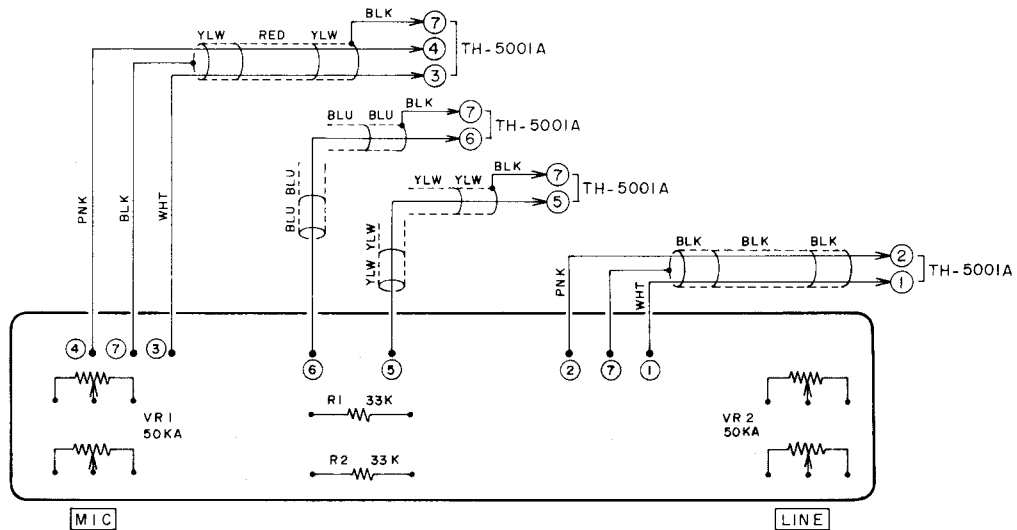 BLK 7
YLW RED YLW 4 TH-5001A
3
BLK 7
BLU BLU TH-5001A
6
BLK 7
YLW YLW TH-5001A
5
BLU BLU
YLW YLW
PNK BLK WHT
BLK BLK BLK 2
TH-5001A
1
PNK WHT
4 7 3 6 5 2 7 1
VR1
50KA
R1 33K
R2 33K
VR2
50KA
MIC LINE